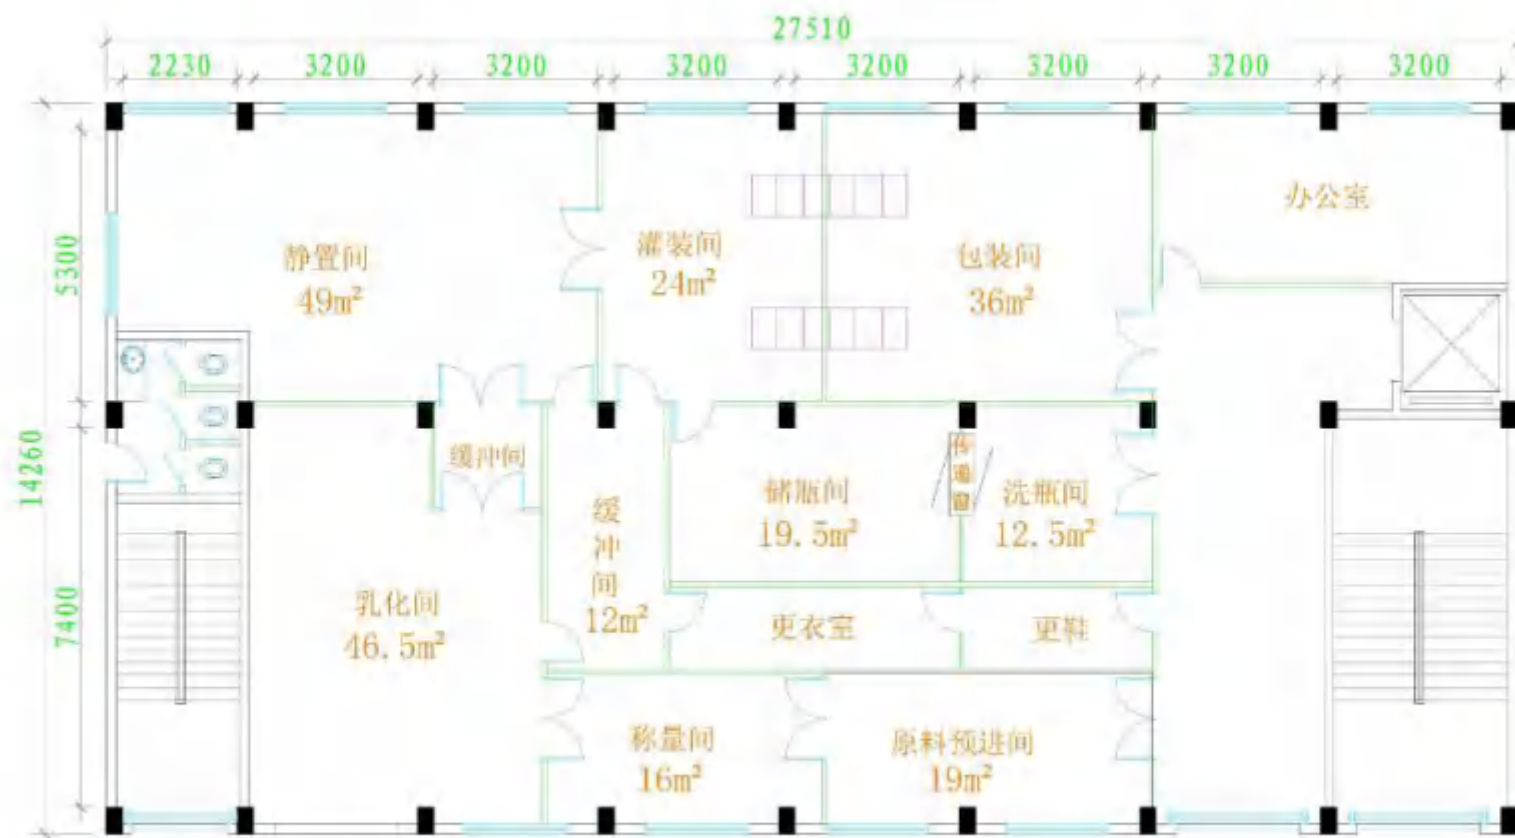 27510
2230 3200 3200 3200 3200 3200 3200 3200
14260
5300
7400
静置间
49m²
灌装间
24m²
包装间
36m²
办公室
缓冲间
缓冲间
12m²
储瓶间
19.5m²
传递窗
洗瓶间
12.5m²
乳化间
46.5m²
更衣室
更鞋
称量间
16m²
原料预进间
19m²